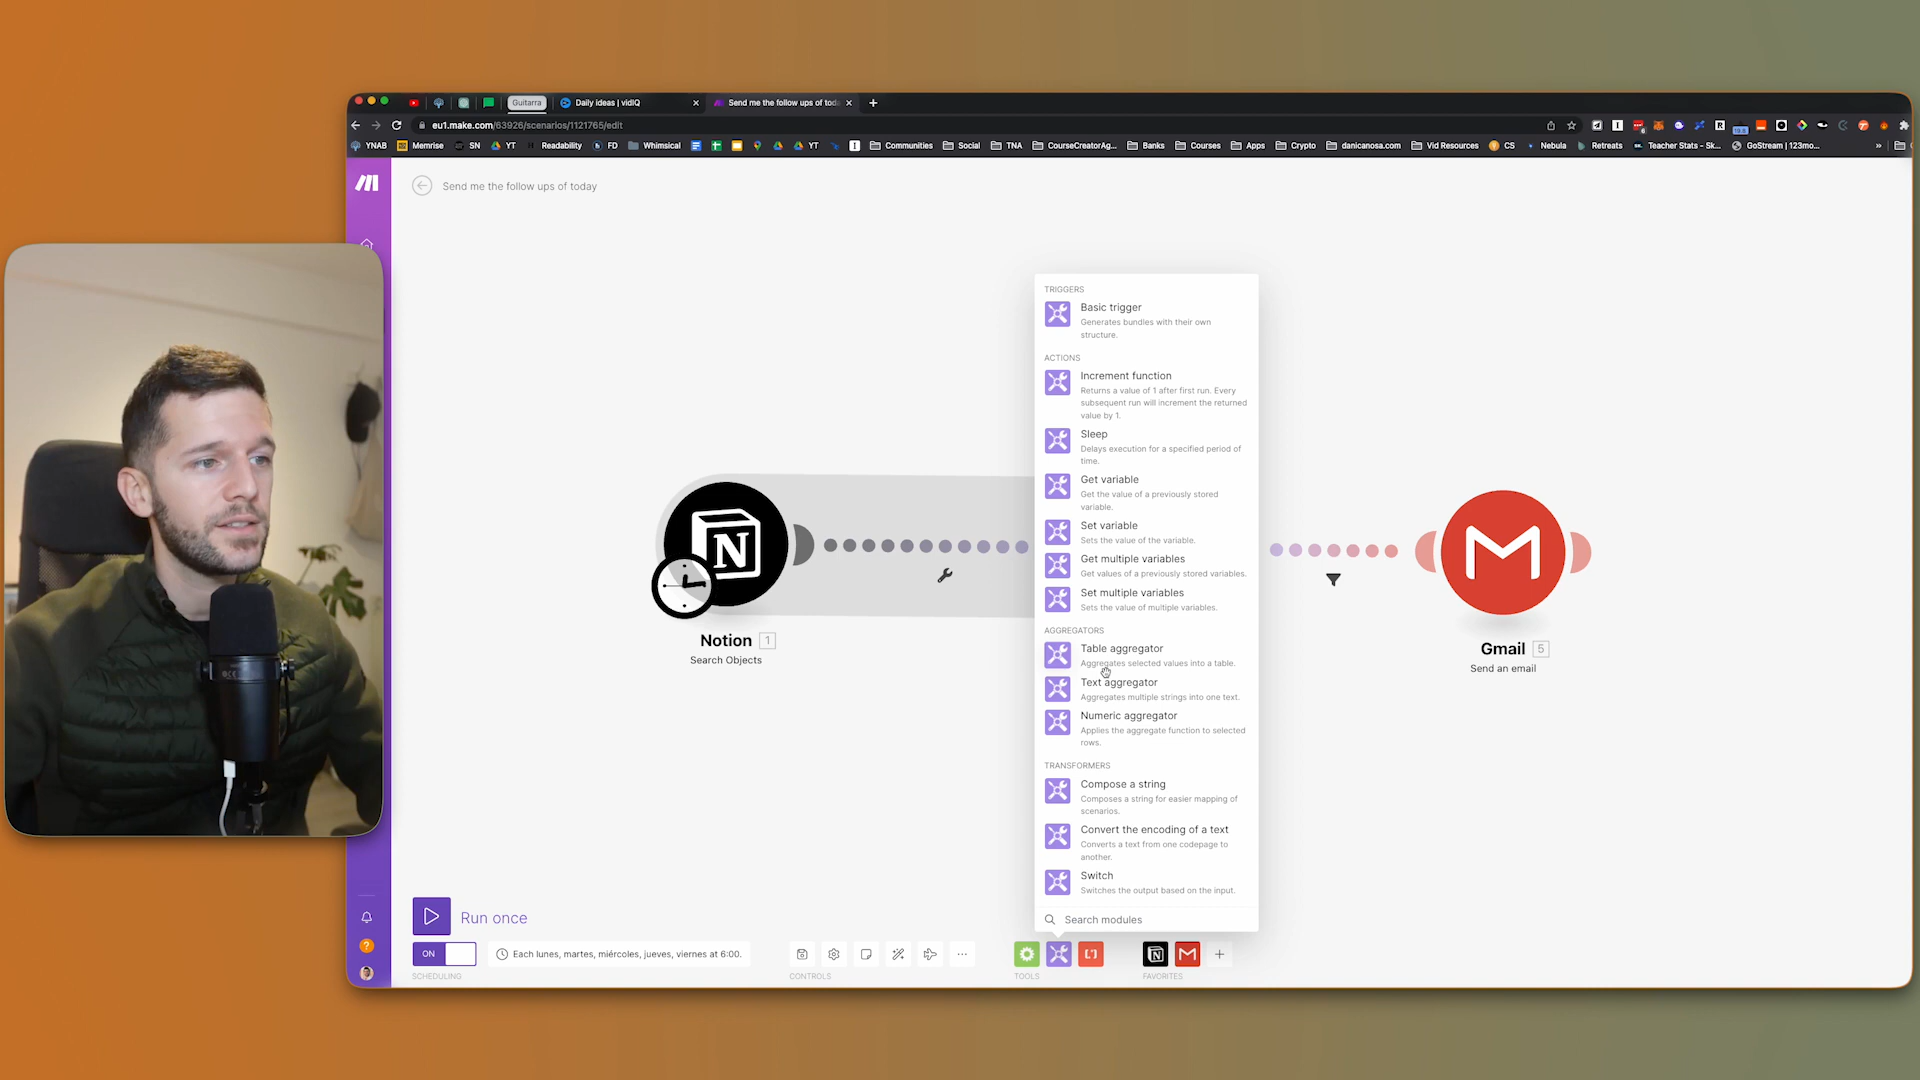 Guitarra
Daily ideas | vidIQ
Send me the follow ups of tod
eu1.make.com/63926/scenarios/1121765/edit
YNAB
Memrise
SN
YT
Readability
FD
Whimsical
YT
Communities
Social
TNA
CourseCreatorAg...
Banks
Courses
Apps
Crypto
danicanosa.com
Vid Resources
CS
Nebula
Retreats
Teacher Stats - Sk...
GoStream | 123mo...
»
Send me the follow ups of today
TRIGGERS
Basic trigger
Generates bundles with their own
structure.
ACTIONS
Increment function
Returns a value of 1 after first run. Every
subsequent run will increment the returned
value by 1.
Sleep
Delays execution for a specified period of
time.
Get variable
Get the value of a previously stored
variable.
Set variable
Sets the value of the variable.
Get multiple variables
Get values of a previously stored variables.
Set multiple variables
Sets the value of multiple variables.
AGGREGATORS
Table aggregator
Aggregates selected values into a table.
Text aggregator
Aggregates multiple strings into one text.
Numeric aggregator
Applies the aggregate function to selected
rows.
TRANSFORMERS
Compose a string
Composes a string for easier mapping of
scenarios.
Convert the encoding of a text
Converts a text from one codepage to
another.
Switch
Switches the output based on the input.
Search modules
Notion 1
Search Objects
Gmail 5
Send an email
Run once
ON
Each lunes, martes, miércoles, jueves, viernes at 6:00.
SCHEDULING
CONTROLS
TOOLS
FAVORITES